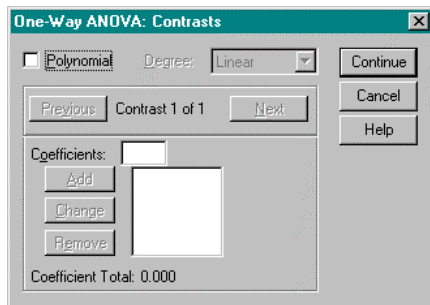 One-Way ANOVA: Contrasts
Polynomial Degree: Linear Continue
Previous Contrast 1 of 1 Next Cancel
Help
Coefficients:
Add
Change
Remove
Coefficient Total: 0.000